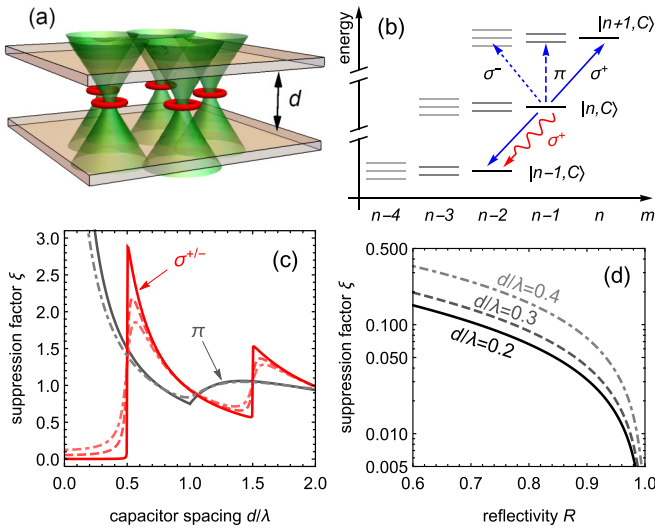 (a)
d
(b)
energy
|n+1,C⟩
σ⁻
π
σ⁺
|n,C⟩
σ⁺
|n−1,C⟩
n−4 n−3 n−2 n−1 n m
(c)
suppression factor ξ
3.0
2.5
2.0
1.5
1.0
0.5
0.0
σ⁺/⁻
π
0.0 0.5 1.0 1.5 2.0
capacitor spacing d/λ
(d)
suppression factor ξ
0.500
0.100
0.050
0.010
0.005
d/λ=0.4
d/λ=0.3
d/λ=0.2
0.6 0.7 0.8 0.9 1.0
reflectivity R